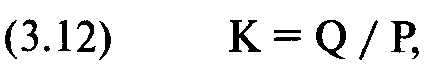 (3.12) K = Q / P,